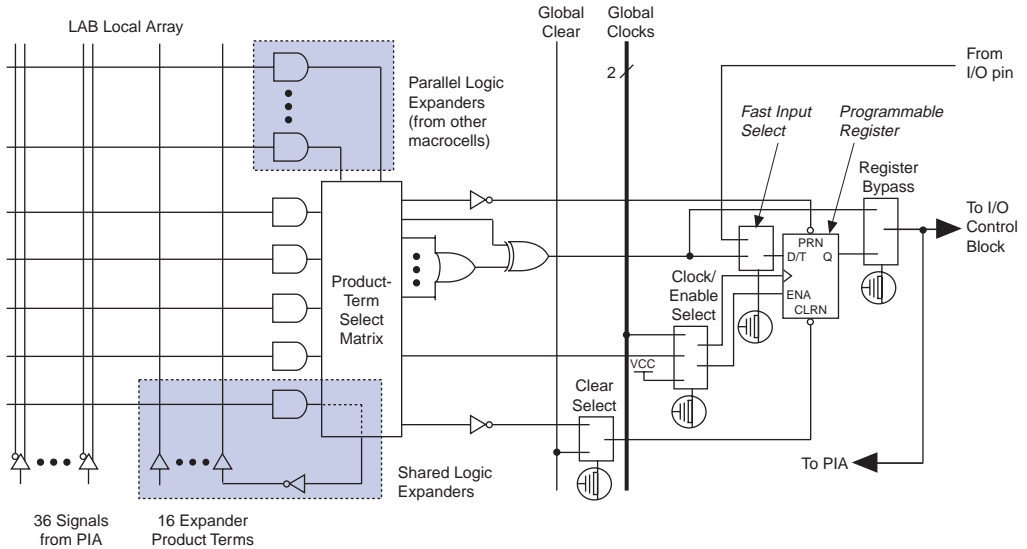 LAB Local Array
Global
Clear
Global
Clocks
2
From
I/O pin
Parallel Logic
Expanders
(from other
macrocells)
Fast Input
Select
Programmable
Register
Register
Bypass
To I/O
Control
Block
PRN
D/T
Q
ENA
CLRN
Product-
Term
Select
Matrix
Clock/
Enable
Select
VCC
Clear
Select
To PIA
Shared Logic
Expanders
36 Signals
from PIA
16 Expander
Product Terms